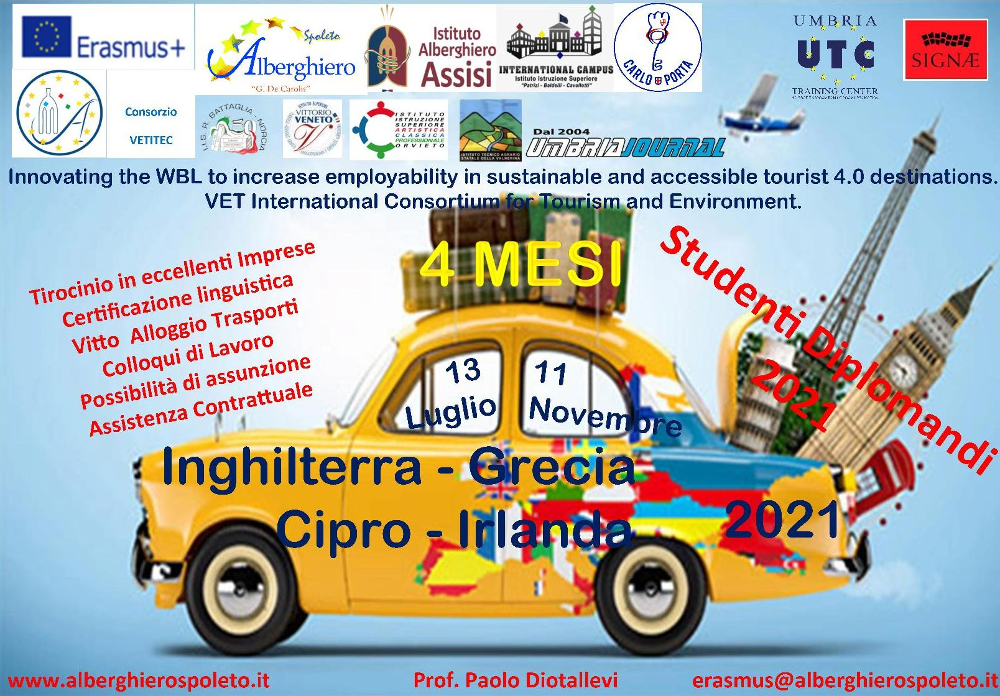 Erasmus+
Spoleto
Alberghiero
"G. De Carolis"
Istituto
Alberghiero
Assisi
INTERNATIONAL CAMPUS
Istituto Istruzione Superiore
"Patrizi - Baldelli - Cavallotti"
CARLO PORTA
UMBRIA
UTC
TRAINING CENTER
SIGNÆ
Consorzio
VETITEC
I.I.S. R. BATTAGLIA - NORCIA
50
ISTITUTO SUPERIORE
VITTORIO
VENETO
V
ISTITUTO
ISTRUZIONE
SUPERIORE
ARTISTICA
CLASSICA
PROFESSIONALE
ORVIETO
ISTITUTO TECNICO AGRARIO
STATALE DELLA VALNERINA
Dal 2004
UMBRIAJOURNAL
Innovating the WBL to increase employability in sustainable and accessible tourist 4.0 destinations.
VET International Consortium for Tourism and Environment.
4 MESI
Studenti Diplomandi
2021
Tirocinio in eccellenti Imprese
Certificazione linguistica
Vitto Alloggio Trasporti
Colloqui di Lavoro
Possibilità di assunzione
Assistenza Contrattuale
13
Luglio
11
Novembre
Inghilterra - Grecia
Cipro - Irlanda
2021
www.alberghierospoleto.it
Prof. Paolo Diotallevi
erasmus@alberghierospoleto.it